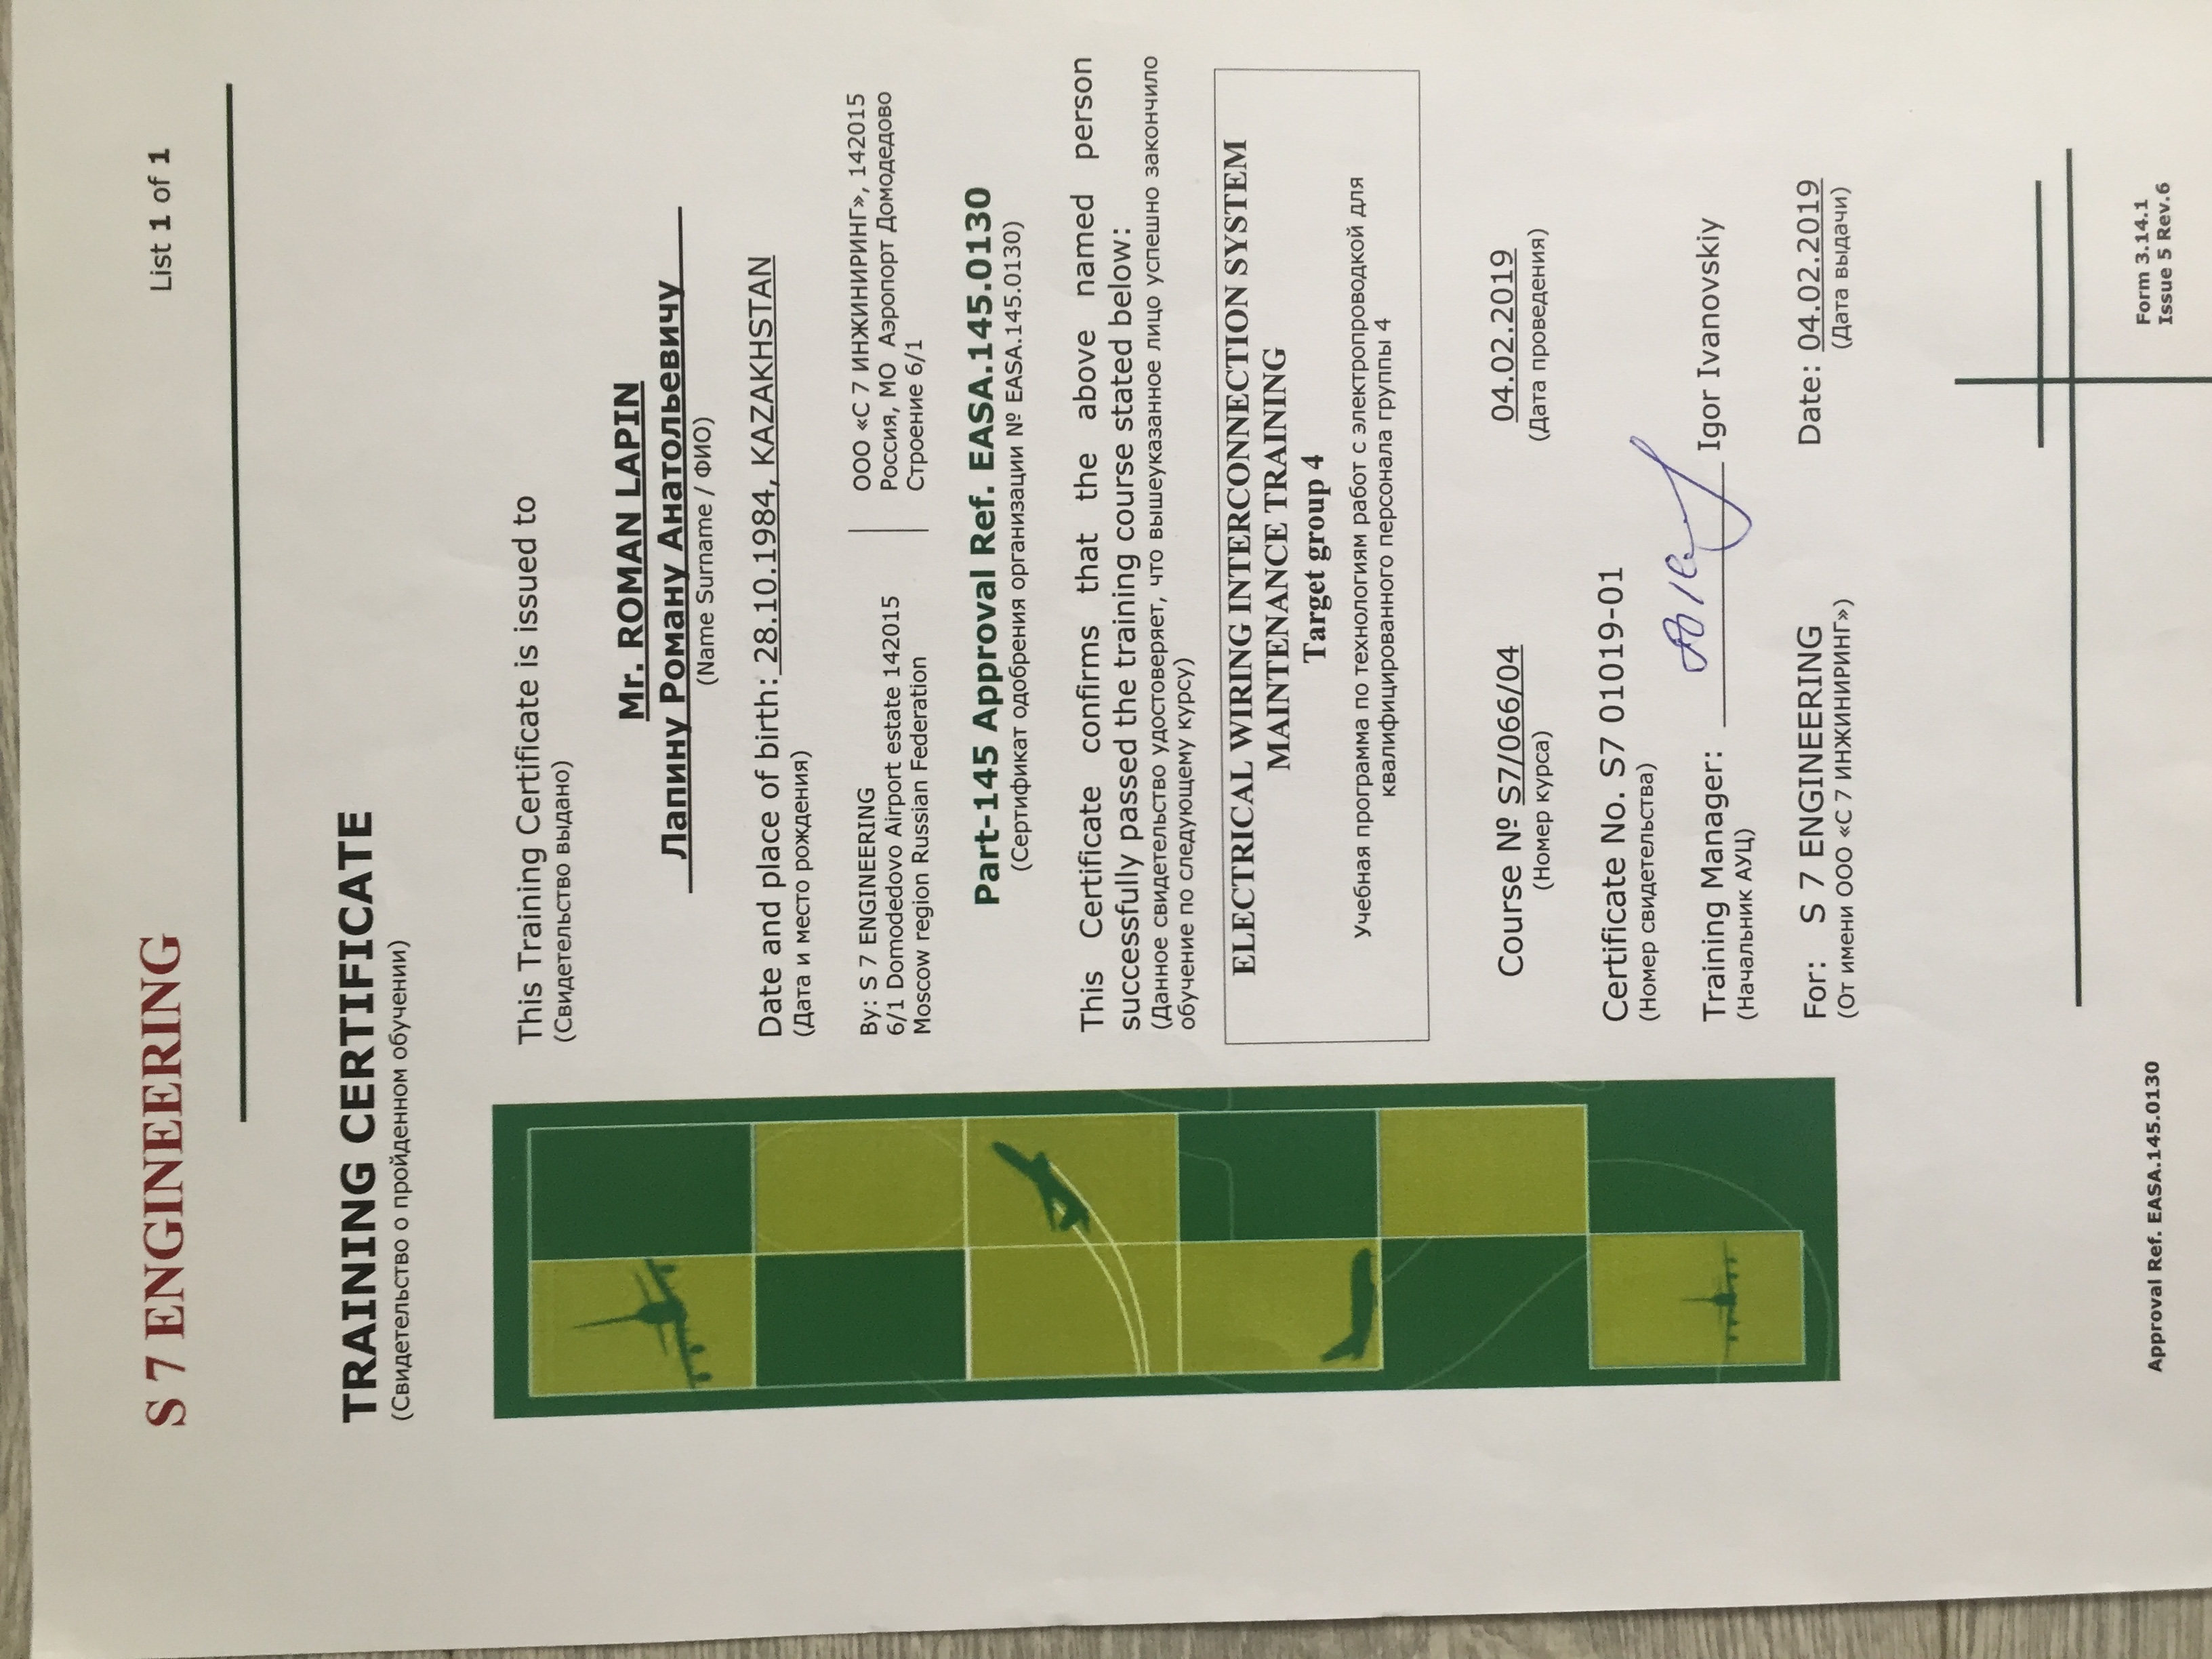 S 7 ENGINEERING
List 1 of 1
TRAINING CERTIFICATE
(Свидетельство о пройденном обучении)
This Training Certificate is issued to
(Свидетельство выдано)
Mr. ROMAN LAPIN
Лапину Роману Анатольевичу
(Name Surname / ФИО)
Date and place of birth: 28.10.1984, KAZAKHSTAN
(Дата и место рождения)
By: S 7 ENGINEERING
6/1 Domodedovo Airport estate 142015
Moscow region Russian Federation
ООО «С 7 ИНЖИНИРИНГ», 142015
Россия, МО Аэропорт Домодедово
Строение 6/1
Part-145 Approval Ref. EASA.145.0130
(Сертификат одобрения организации № EASA.145.0130)
This Certificate confirms that the above named person
successfully passed the training course stated below:
(Данное свидетельство удостоверяет, что вышеуказанное лицо успешно закончило
обучение по следующему курсу)
ELECTRICAL WIRING INTERCONNECTION SYSTEM
MAINTENANCE TRAINING
Target group 4
Учебная программа по технологиям работ с электропроводкой для
квалифицированного персонала группы 4
Course № S7/066/04
(Номер курса)
04.02.2019
(Дата проведения)
Certificate No. S7 01019-01
(Номер свидетельства)
Training Manager: Igor Ivanovskiy
(Начальник АУЦ)
For: S 7 ENGINEERING
(От имени ООО «С 7 ИНЖИНИРИНГ»)
Date: 04.02.2019
(Дата выдачи)
Approval Ref. EASA.145.0130
Form 3.14.1
Issue 5 Rev.6